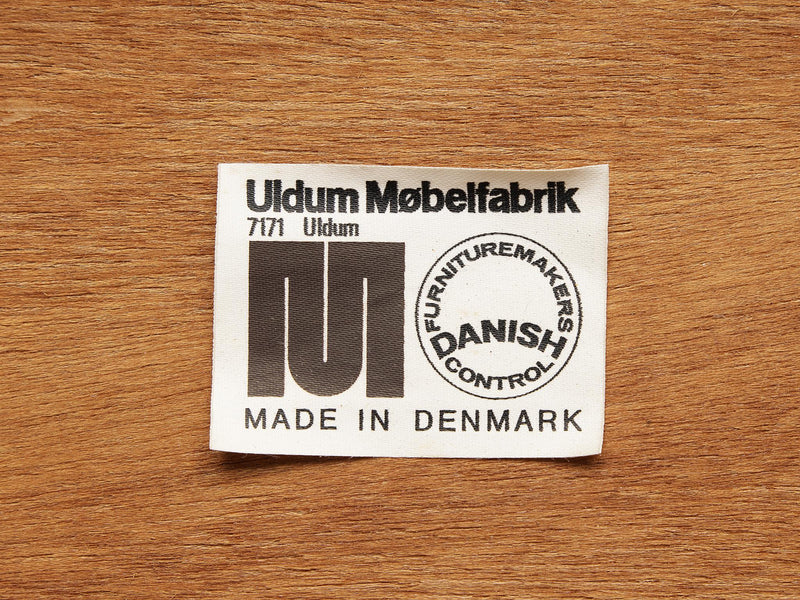 Uldum Møbelfabrik
7171 Uldum
FURNITUREMAKERS
DANISH
CONTROL
MADE IN DENMARK